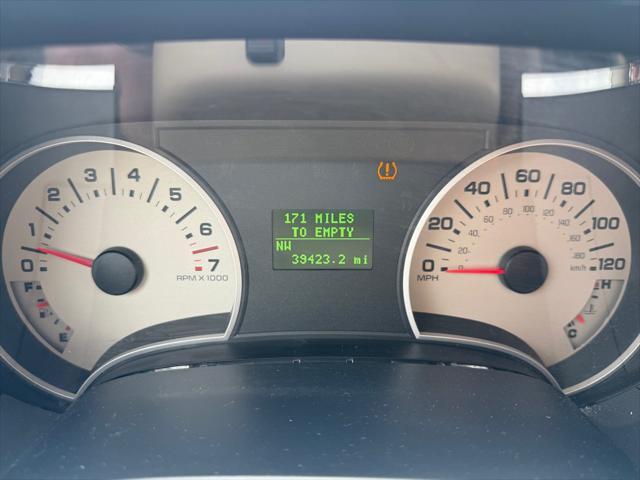 0 1 2 3 4 5 6 7
RPM X 1000
F
E
171 MILES
TO EMPTY
NW
39423.2 mi
0 20 40 60 80 100 120
MPH
km/h
H
C